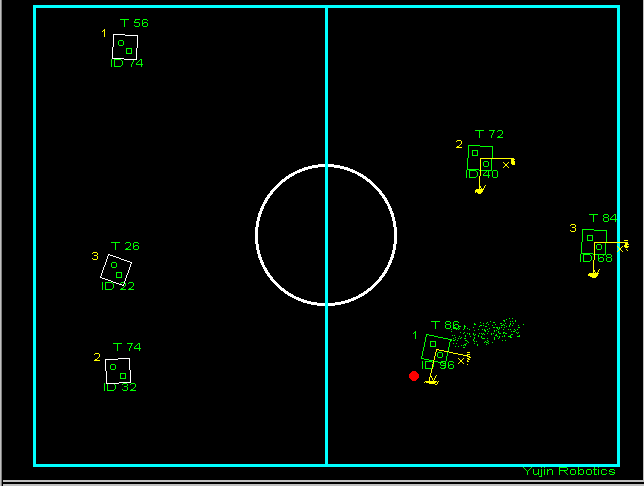 T 56
1
ID 74
T 72
2
x
ID 40
T 84
3
x
ID 68
T 26
3
ID 22
T 86
1
x
ID 96
T 74
2
ID 32
Yujin Robotics